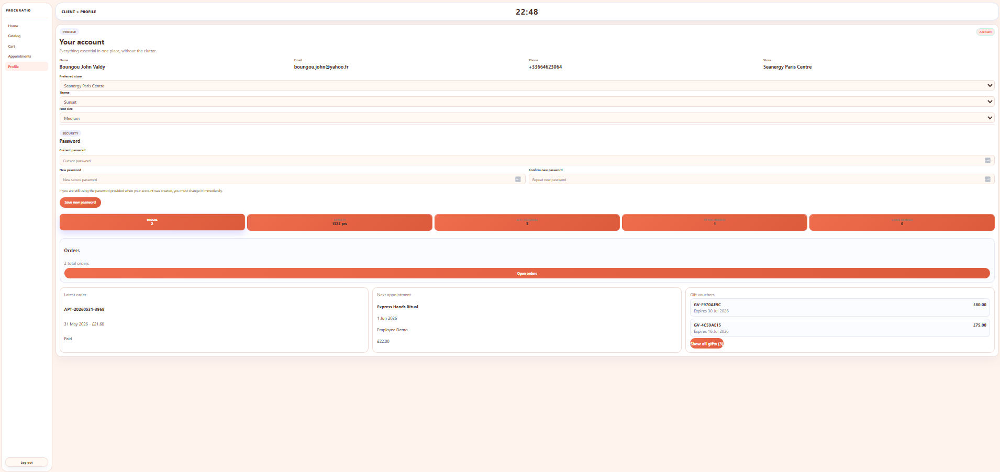 PROCURATIO
Home
Catalog
Cart
Appointments
Profile
Log out
CLIENT > PROFILE
22:48
PROFILE
Account
Your account
Everything essential in one place, without the clutter.
Name
Boungou John Valdy
Email
boungou.john@yahoo.fr
Phone
+33664623064
Store
Seanergy Paris Centre
Preferred store
Seanergy Paris Centre
Theme
Sunset
Font size
Medium
SECURITY
Password
Current password
Current password
New password
New secure password
Confirm new password
Repeat new password
If you are still using the password provided when your account was created, you must change it immediately.
Save new password
ORDERS
2
1323 pts
3
1
0
Orders
2 total orders
Open orders
Latest order
APT-20260531-3968
31 May 2026 - £21.60
Paid
Next appointment
Express Hands Ritual
1 Jun 2026
Employee Demo
£22.00
Gift vouchers
GV-F970AE9C
£80.00
Expires 30 Jul 2026
GV-4C59AE15
£75.00
Expires 16 Jul 2026
Show all gifts (3)